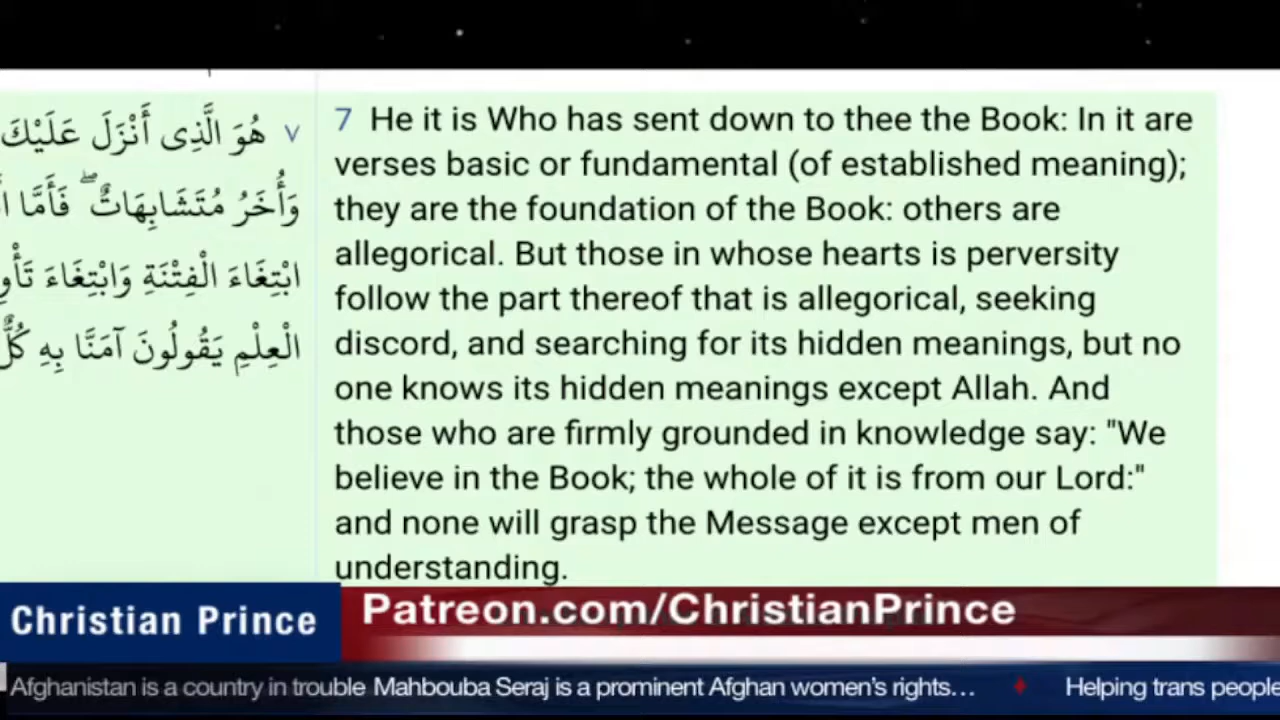 ٧ هُوَ الَّذِى أَنْزَلَ عَلَيْكَ
وَأُخَرُ مُتَشَابِهَاتٌ ۖ فَأَمَّا
ابْتِغَاءَ الْفِتْنَةِ وَابْتِغَاءَ
الْعِلْمِ يَقُولُونَ آمَنَّا بِهِ كُلٌّ
7 He it is Who has sent down to thee the Book: In it are
verses basic or fundamental (of established meaning);
they are the foundation of the Book: others are
allegorical. But those in whose hearts is perversity
follow the part thereof that is allegorical, seeking
discord, and searching for its hidden meanings, but no
one knows its hidden meanings except Allah. And
those who are firmly grounded in knowledge say: "We
believe in the Book; the whole of it is from our Lord:"
and none will grasp the Message except men of
understanding.
Christian Prince
Patreon.com/ChristianPrince
Afghanistan is a country in trouble Mahbouba Seraj is a prominent Afghan women's rights... Helping trans people